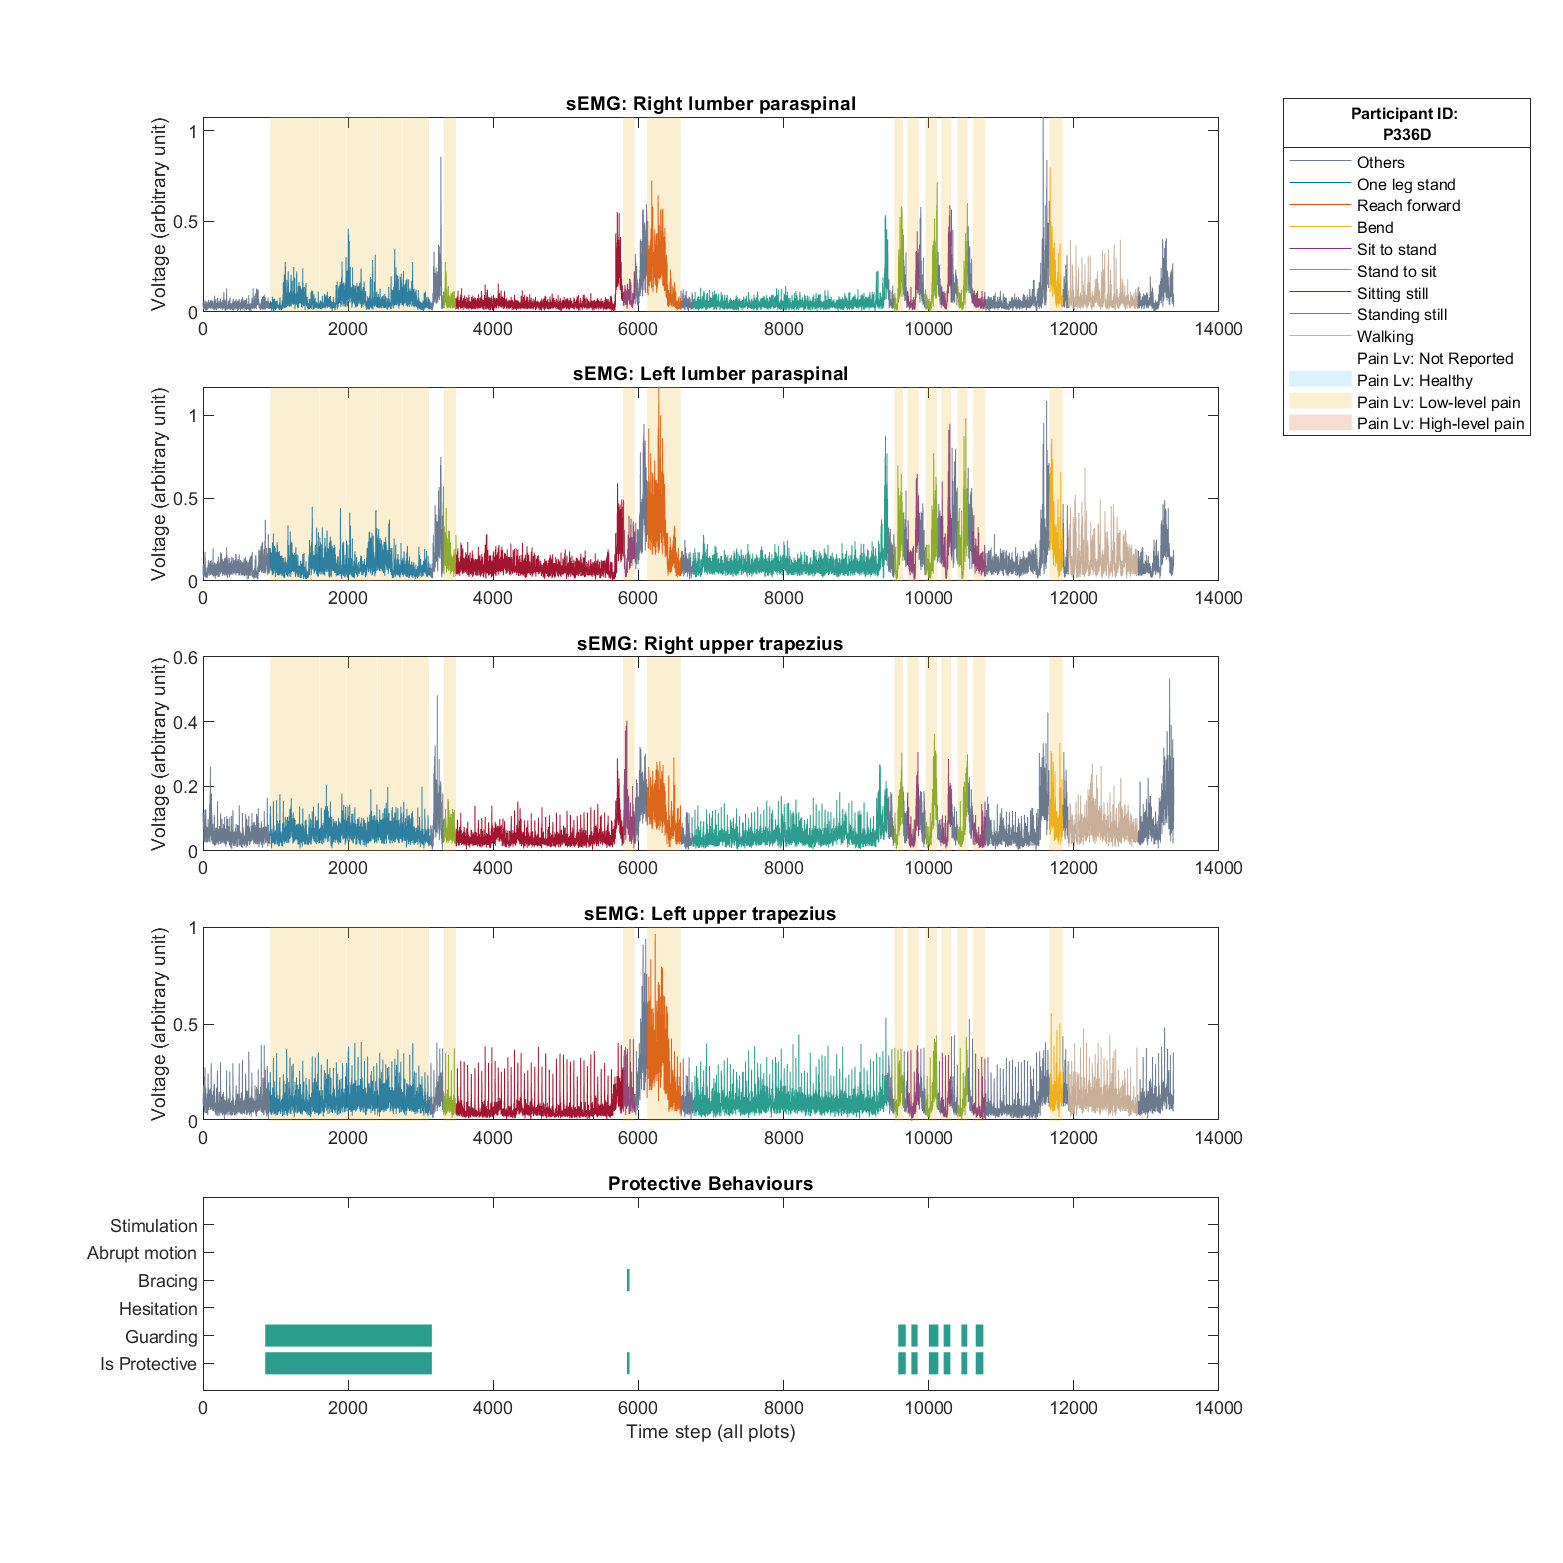 sEMG: Right lumber paraspinal
Voltage (arbitrary unit)
1
0.5
0
0 2000 4000 6000 8000 10000 12000 14000
Participant ID:
P336D
Others
One leg stand
Reach forward
Bend
Sit to stand
Stand to sit
Sitting still
Standing still
Walking
Pain Lv: Not Reported
Pain Lv: Healthy
Pain Lv: Low-level pain
Pain Lv: High-level pain
sEMG: Left lumber paraspinal
Voltage (arbitrary unit)
1
0.5
0
0 2000 4000 6000 8000 10000 12000 14000
sEMG: Right upper trapezius
Voltage (arbitrary unit)
0.6
0.4
0.2
0
0 2000 4000 6000 8000 10000 12000 14000
sEMG: Left upper trapezius
Voltage (arbitrary unit)
1
0.5
0
0 2000 4000 6000 8000 10000 12000 14000
Protective Behaviours
Stimulation
Abrupt motion
Bracing
Hesitation
Guarding
Is Protective
0 2000 4000 6000 8000 10000 12000 14000
Time step (all plots)